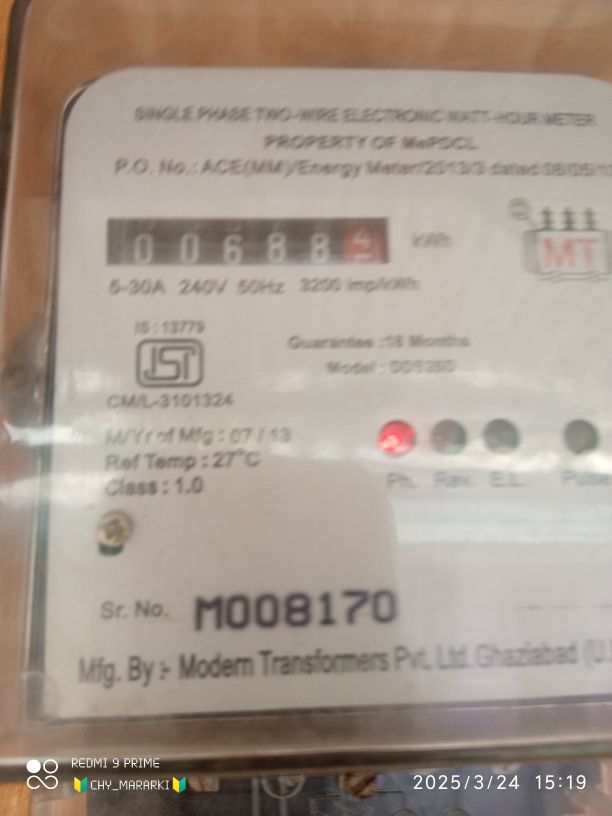 SINGLE PHASE TWO-WIRE ELECTRONIC WATT-HOUR METER
PROPERTY OF MePDCL
P.O. No.: ACE(MM)/Energy Meter/2013/3 dated
0 0 6 8 8 4 kWh
MT
5-30A 240V 50Hz 3200 imp/kWh
IS : 13779
ISI
Guarantee : 18 Months
Model :
CM/L-3101324
M/Yr of Mfg : 07 / 13
Ref Temp : 27°C
Class : 1.0
Ph. Rev. E.L. Pulse
Sr. No. M008170
Mfg. By :- Modern Transformers Pvt. Ltd. Ghaziabad (U.
REDMI 9 PRIME
🔰CHY_MARARKI🔰
2025/3/24 15:19